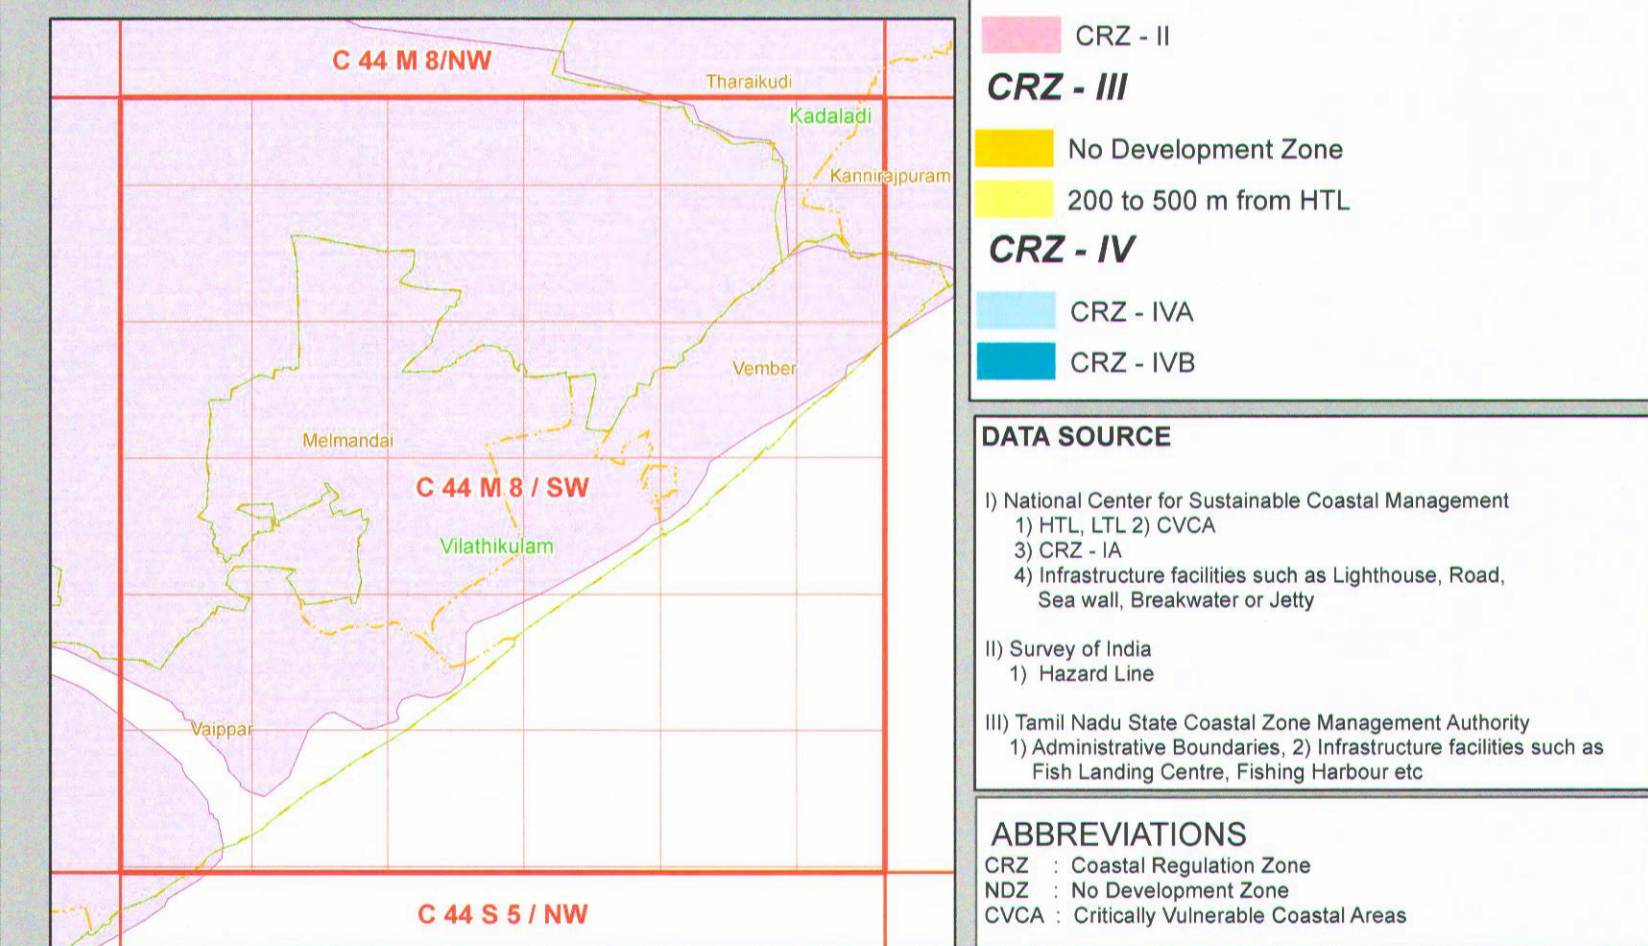 C 44 M 8/NW
Tharaikudi
Kadaladi
Kannirajpuram
Vember
Melmandai
C 44 M 8 / SW
Vilathikulam
Vaippar
C 44 S 5 / NW
CRZ - II
CRZ - III
No Development Zone
200 to 500 m from HTL
CRZ - IV
CRZ - IVA
CRZ - IVB
DATA SOURCE
I) National Center for Sustainable Coastal Management
1) HTL, LTL 2) CVCA
3) CRZ - IA
4) Infrastructure facilities such as Lighthouse, Road,
Sea wall, Breakwater or Jetty
II) Survey of India
1) Hazard Line
III) Tamil Nadu State Coastal Zone Management Authority
1) Administrative Boundaries, 2) Infrastructure facilities such as
Fish Landing Centre, Fishing Harbour etc
ABBREVIATIONS
CRZ : Coastal Regulation Zone
NDZ : No Development Zone
CVCA : Critically Vulnerable Coastal Areas